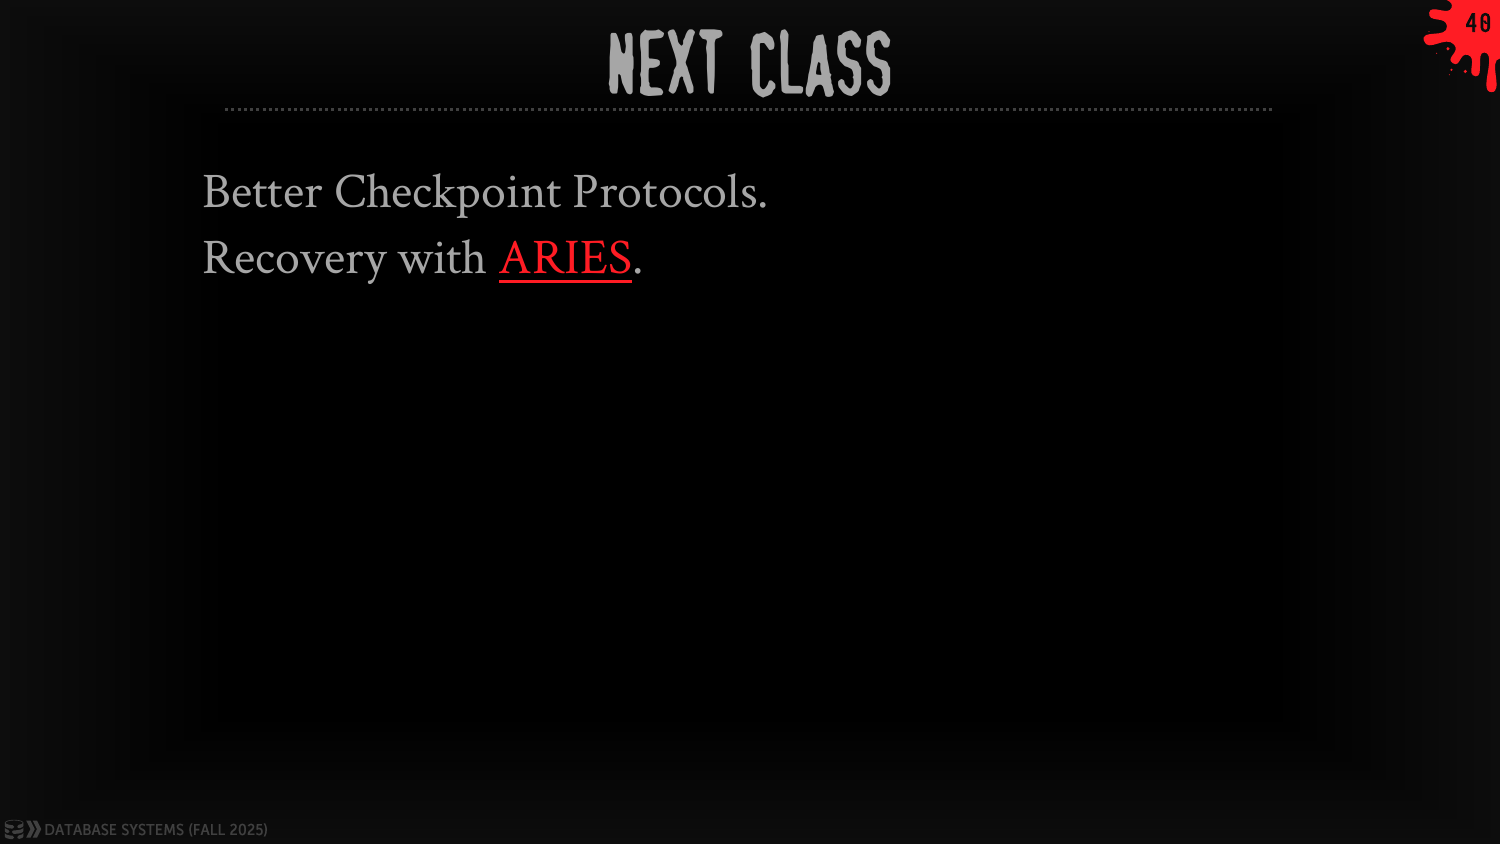 NEXT CLASS
40
Better Checkpoint Protocols.
Recovery with ARIES.
DATABASE SYSTEMS (FALL 2025)